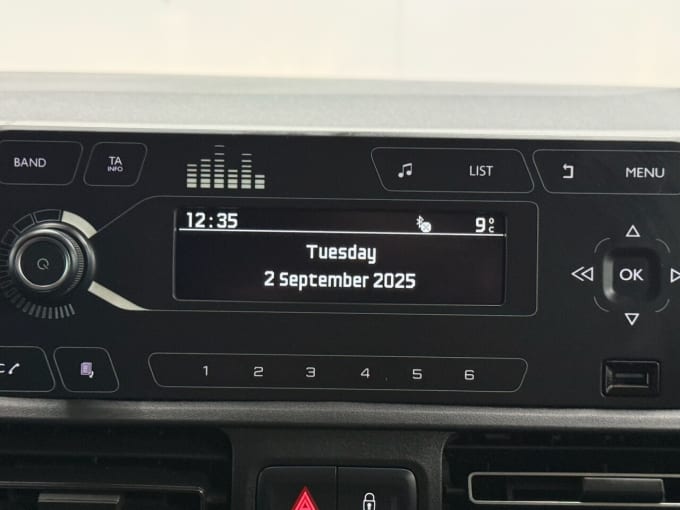 BAND
TA
INFO
LIST
MENU
12:35 9°C
Tuesday
2 September 2025
OK
1 2 3 4 5 6